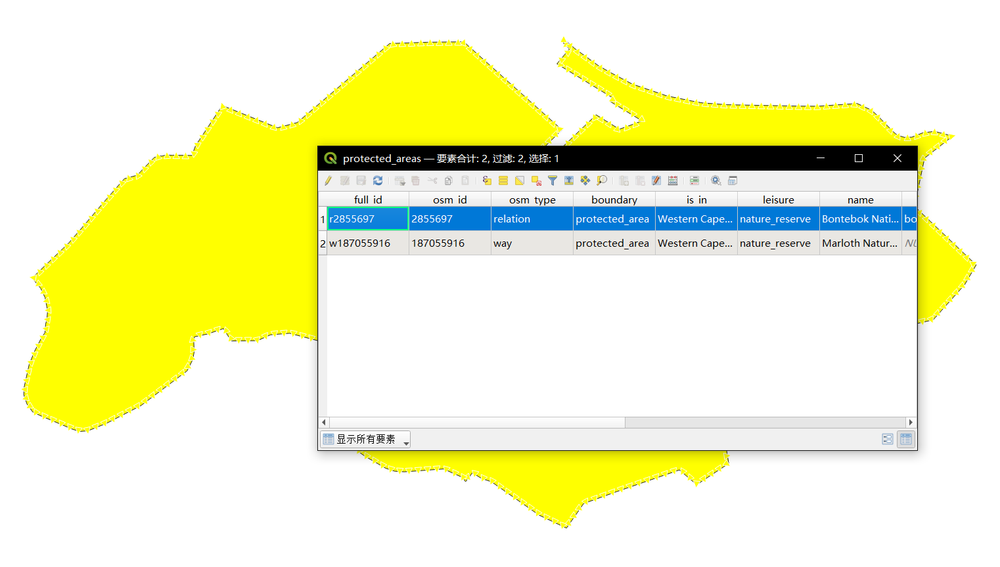 protected_areas — 要素合计: 2, 过滤: 2, 选择: 1
full_id osm_id osm_type boundary is_in leisure name
1 r2855697 2855697 relation protected_area Western Cape... nature_reserve Bontebok Nati... bo
2 w187055916 187055916 way protected_area Western Cape... nature_reserve Marloth Natur...
显示所有要素